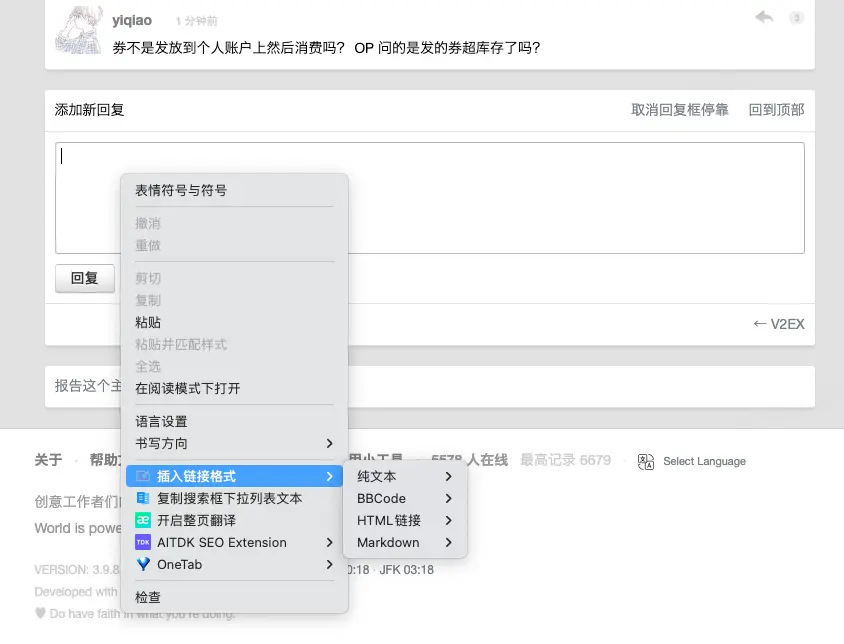 yiqiao 1 分钟前 3
券不是发放到个人账户上然后消费吗? OP 问的是发的券超库存了吗?
添加新回复 取消回复框停靠 回到顶部
表情符号与符号
撤消
重做
回复
剪切
复制
粘贴
← V2EX
粘贴并匹配样式
全选
报告这个主
在阅读模式下打开
语言设置
书写方向
关于 · 帮助文 用小工具 · 5578 人在线 最高记录 6679 · Select Language
插入链接格式
纯文本
复制搜索框下拉列表文本
BBCode
创意工作者们
开启整页翻译
HTML 链接
World is powe
AITDK SEO Extension
Markdown
OneTab
VERSION: 3.9.8 0:18 · JFK 03:18
Developed with
检查
Do have faith in what you're doing.